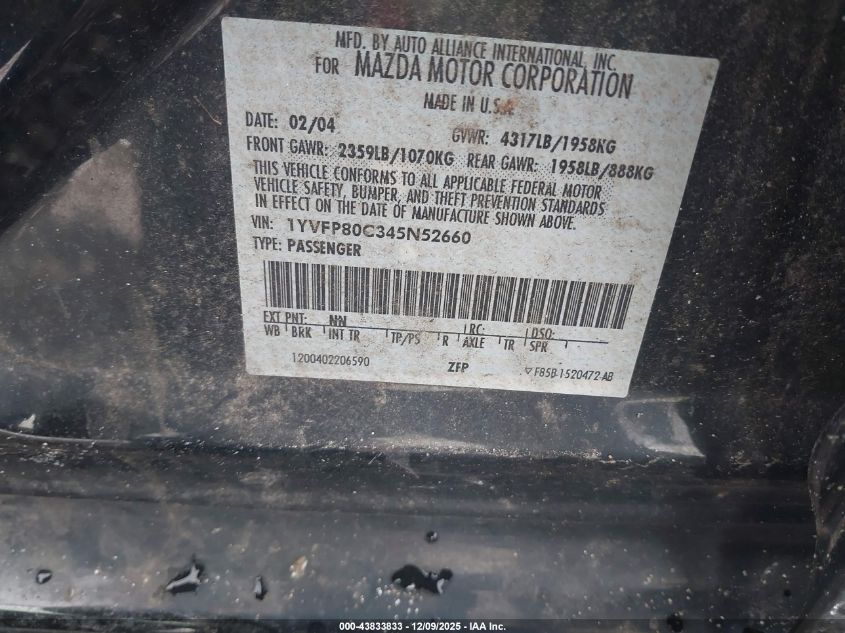 MFD. BY AUTO ALLIANCE INTERNATIONAL, INC.
FOR MAZDA MOTOR CORPORATION
MADE IN U.S.A
DATE: 02/04 GVWR: 4317LB/1958KG
FRONT GAWR: 2359LB/1070KG REAR GAWR: 1958LB/888KG
THIS VEHICLE CONFORMS TO ALL APPLICABLE FEDERAL MOTOR
VEHICLE SAFETY, BUMPER, AND THEFT PREVENTION STANDARDS
IN EFFECT ON THE DATE OF MANUFACTURE SHOWN ABOVE.
VIN: 1YVFP80C345N52660
TYPE: PASSENGER
EXT PNT: NN RC: DSO:
WB BRK INT TR TP/PS R AXLE TR SPR
1200402206590 ZFP F85B-1520472-AB
000-43833833 - 12/09/2025 - IAA Inc.